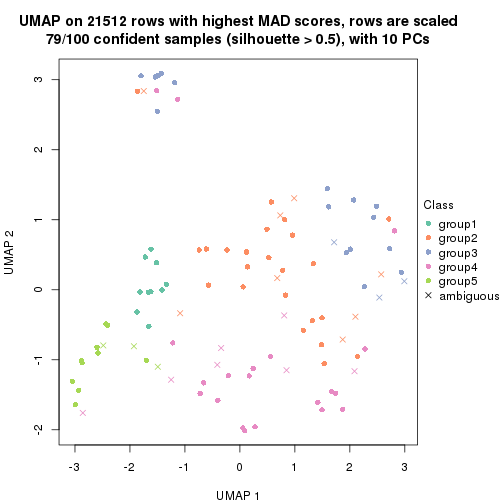 UMAP on 21512 rows with highest MAD scores, rows are scaled
79/100 confident samples (silhouette > 0.5), with 10 PCs
3
2
1
0
-1
-2
UMAP 2
-3
-2
-1
0
1
2
3
UMAP 1
Class
group1
group2
group3
group4
group5
ambiguous